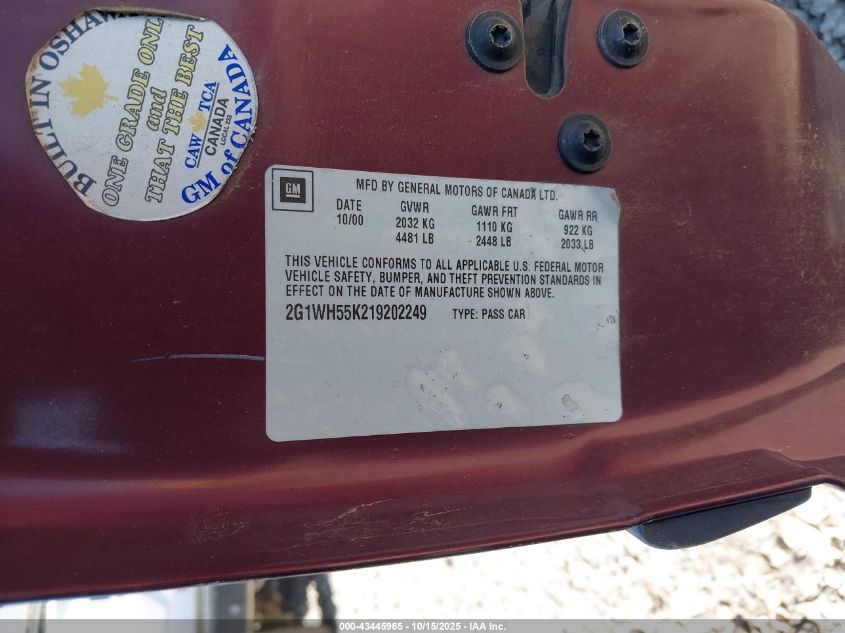 BUILT IN OSHAWA
ONE GRADE ONLY
and
THAT THE BEST
CAW TCA
CANADA
LOCAL 222
GM of CANADA
GM
MFD BY GENERAL MOTORS OF CANADA LTD.
DATE GVWR GAWR FRT GAWR RR
10/00 2032 KG 1110 KG 922 KG
4481 LB 2448 LB 2033 LB
THIS VEHICLE CONFORMS TO ALL APPLICABLE U.S. FEDERAL MOTOR
VEHICLE SAFETY, BUMPER, AND THEFT PREVENTION STANDARDS IN
EFFECT ON THE DATE OF MANUFACTURE SHOWN ABOVE.
2G1WH55K219202249 TYPE: PASS CAR
000-43445965 - 10/15/2025 - IAA Inc.